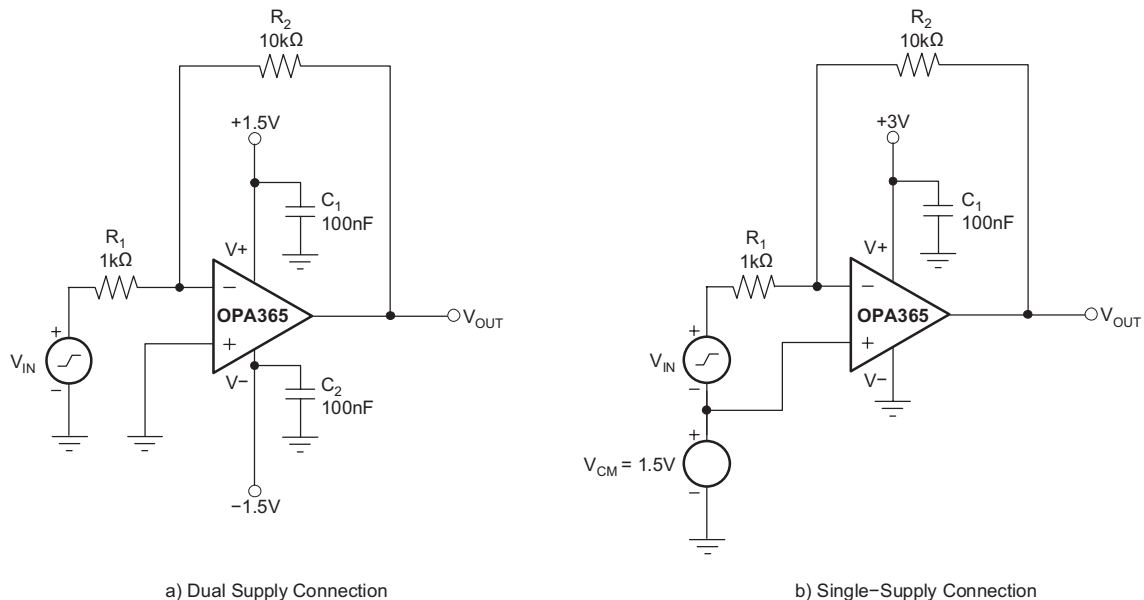 R2
10kΩ
+1.5V
C1
100nF
R1
1kΩ
V+
−
OPA365
+
VOUT
+
VIN
−
V−
C2
100nF
−1.5V
a) Dual Supply Connection
R2
10kΩ
+3V
C1
100nF
R1
1kΩ
V+
−
OPA365
+
VOUT
+
VIN
−
V−
+
VCM = 1.5V
−
b) Single−Supply Connection